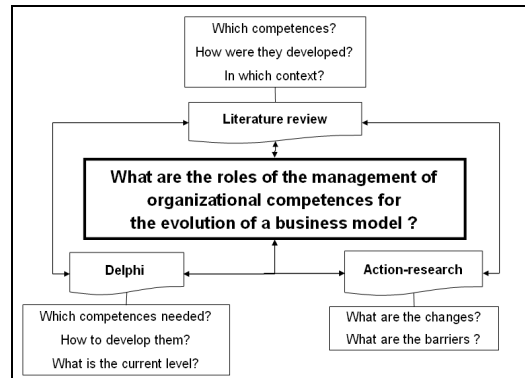 Which competences?
How were they developed?
In which context?
Literature review
What are the roles of the management of
organizational competences for
the evolution of a business model ?
Delphi
Action-research
Which competences needed?
How to develop them?
What is the current level?
What are the changes?
What are the barriers ?